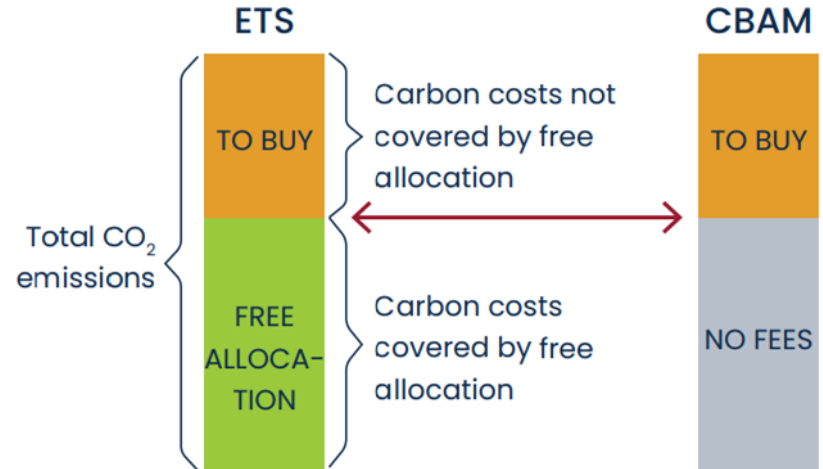 ETS
CBAM
TO BUY
Carbon costs not
covered by free
allocation
TO BUY
Total CO₂
emissions
FREE
ALLOCA-
TION
Carbon costs
covered by free
allocation
NO FEES